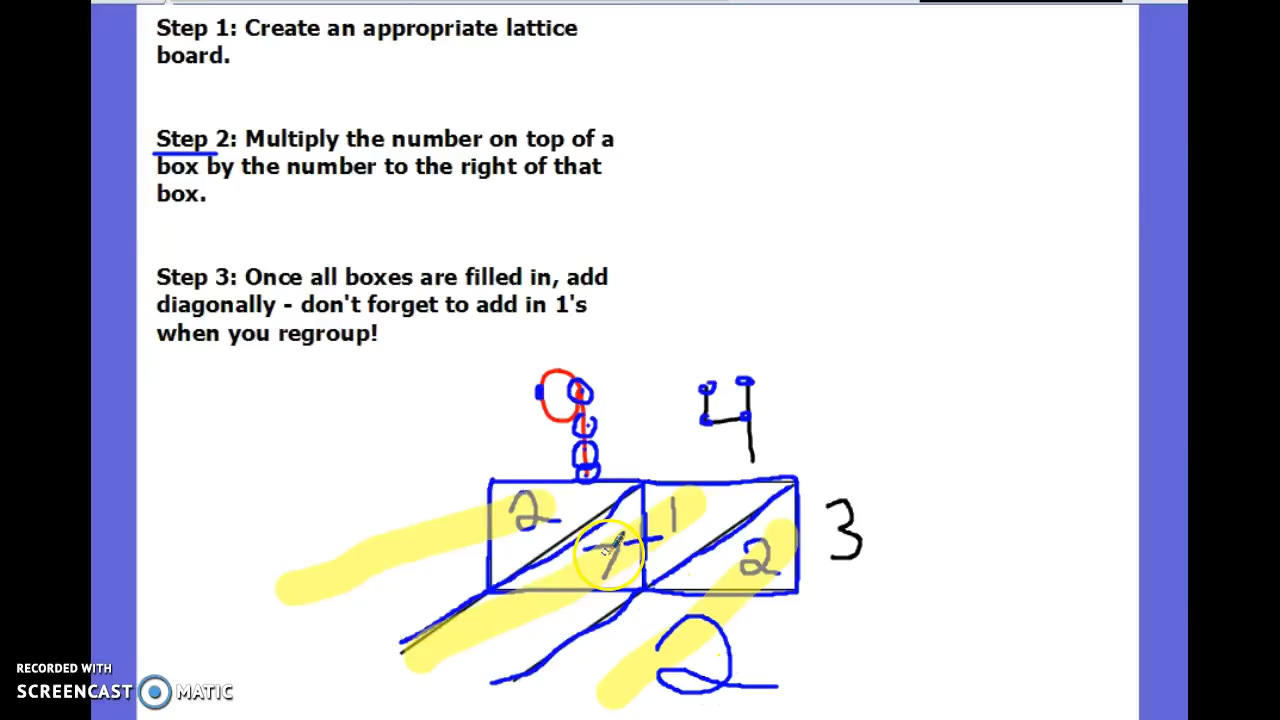 Step 1: Create an appropriate lattice
board.
Step 2: Multiply the number on top of a
box by the number to the right of that
box.
Step 3: Once all boxes are filled in, add
diagonally - don't forget to add in 1's
when you regroup!
9 4
2 7 + 1 2 3
2
RECORDED WITH
SCREENCAST MATIC